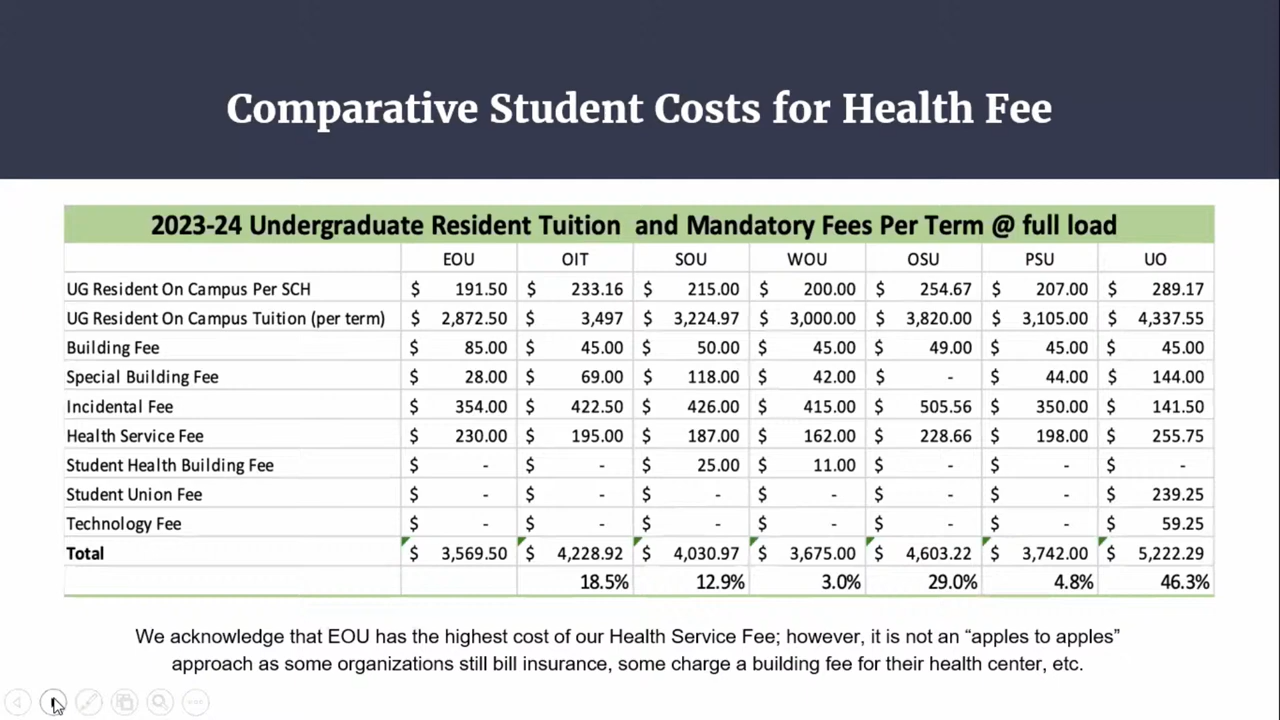 Comparative Student Costs for Health Fee
2023-24 Undergraduate Resident Tuition and Mandatory Fees Per Term @ full load
EOU OIT SOU WOU OSU PSU UO
UG Resident On Campus Per SCH $ 191.50 $ 233.16 $ 215.00 $ 200.00 $ 254.67 $ 207.00 $ 289.17
UG Resident On Campus Tuition (per term) $ 2,872.50 $ 3,497 $ 3,224.97 $ 3,000.00 $ 3,820.00 $ 3,105.00 $ 4,337.55
Building Fee $ 85.00 $ 45.00 $ 50.00 $ 45.00 $ 49.00 $ 45.00 $ 45.00
Special Building Fee $ 28.00 $ 69.00 $ 118.00 $ 42.00 $ - $ 44.00 $ 144.00
Incidental Fee $ 354.00 $ 422.50 $ 426.00 $ 415.00 $ 505.56 $ 350.00 $ 141.50
Health Service Fee $ 230.00 $ 195.00 $ 187.00 $ 162.00 $ 228.66 $ 198.00 $ 255.75
Student Health Building Fee $ - $ - $ 25.00 $ 11.00 $ - $ - $ -
Student Union Fee $ - $ - $ - $ - $ - $ - $ 239.25
Technology Fee $ - $ - $ - $ - $ - $ - $ 59.25
Total $ 3,569.50 $ 4,228.92 $ 4,030.97 $ 3,675.00 $ 4,603.22 $ 3,742.00 $ 5,222.29
18.5% 12.9% 3.0% 29.0% 4.8% 46.3%
We acknowledge that EOU has the highest cost of our Health Service Fee; however, it is not an “apples to apples”
approach as some organizations still bill insurance, some charge a building fee for their health center, etc.